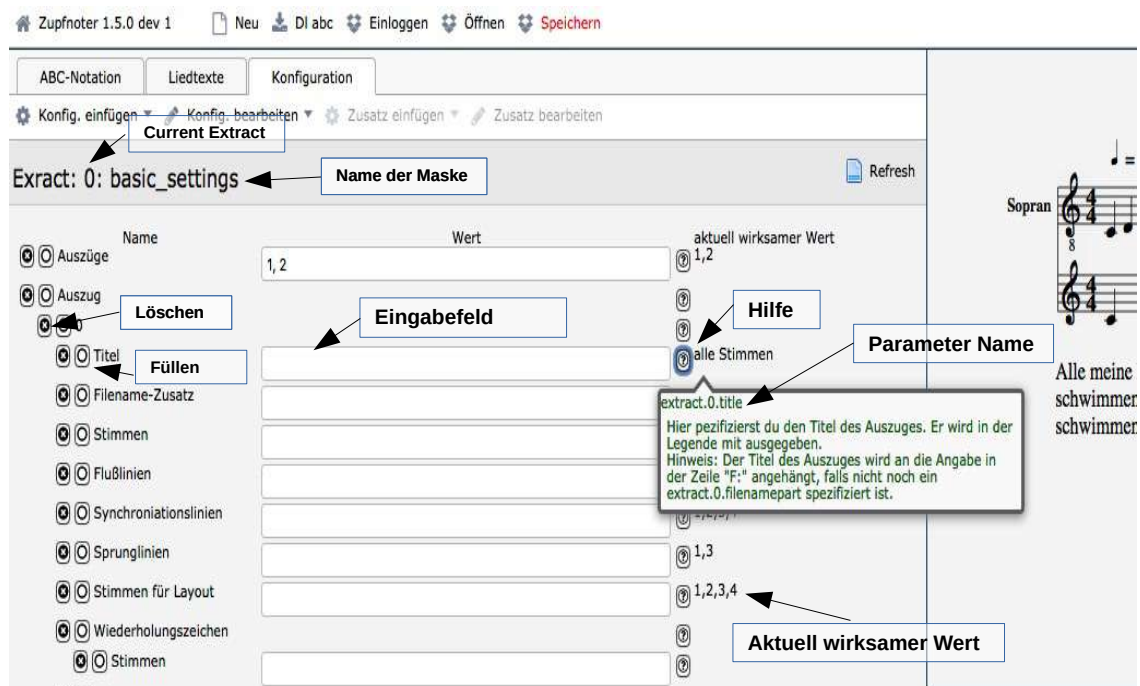 Zupfnoter 1.5.0 dev 1 Neu Dl abc Einloggen Öffnen Speichern
ABC-Notation Liedtexte Konfiguration
Konfig. einfügen Konfig. bearbeiten Zusatz einfügen Zusatz bearbeiten
Current Extract
Exract: 0: basic_settings
Name der Maske
Refresh
Sopran
8
Name Wert aktuell wirksamer Wert
Auszüge 1, 2 1,2
Auszug
Löschen
Eingabefeld
Hilfe
Parameter Name
Titel alle Stimmen
Füllen
Filename-Zusatz
extract.0.title
Hier pezifizierst du den Titel des Auszuges. Er wird in der
Legende mit ausgegeben.
Hinweis: Der Titel des Auszuges wird an die Angabe in
der Zeile "F:" angehängt, falls nicht noch ein
extract.0.filenamepart spezifiziert ist.
Alle meine
schwimmen
schwimmen
Stimmen
Flußlinien
Synchroniationslinien
Sprunglinien 1,3
Stimmen für Layout 1,2,3,4
Wiederholungszeichen
Aktuell wirksamer Wert
Stimmen